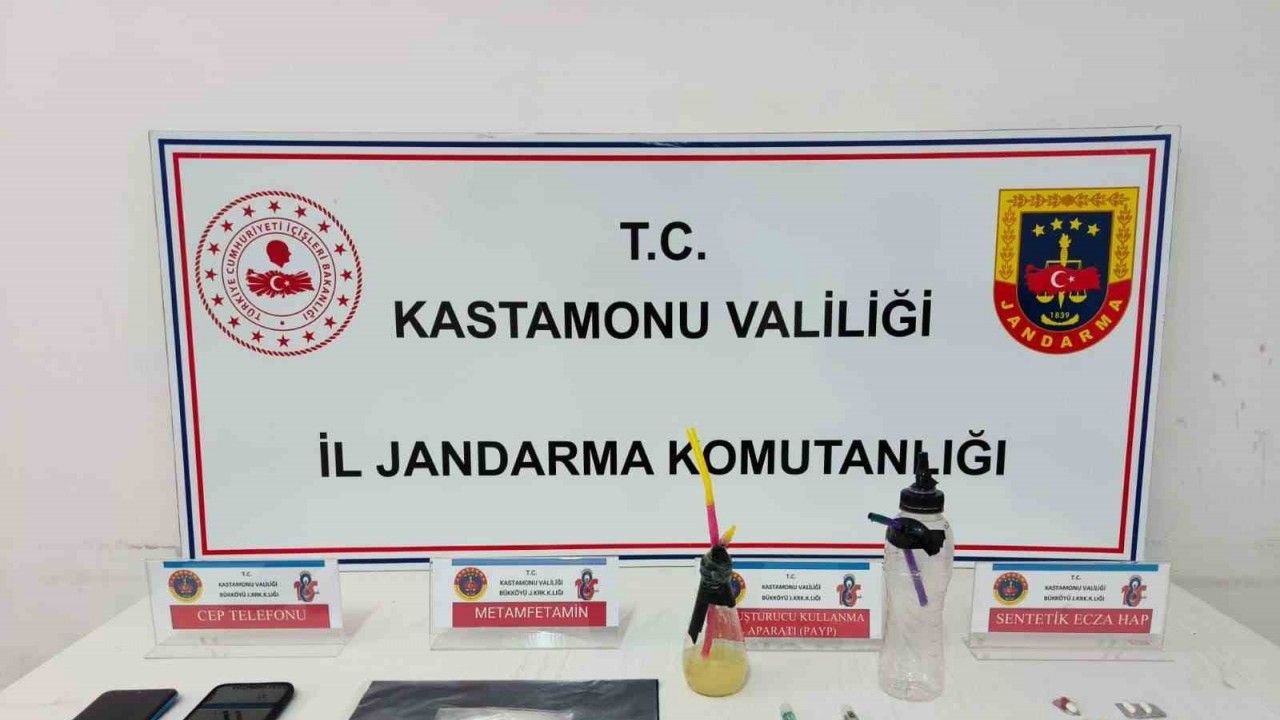 T.C.
KASTAMONU VALİLİĞİ
İL JANDARMA KOMUTANLIĞI
TÜRKİYE CUMHURİYETİ İÇİŞLERİ BAKANLIĞI
1839
JANDARMA
T.C.
KASTAMONU VALİLİĞİ
BÜKKÖYÜ J.KRK.K.LIĞI
CEP TELEFONU
T.C.
KASTAMONU VALİLİĞİ
BÜKKÖYÜ J.KRK.K.LIĞI
METAMFETAMİN
T.C.
KASTAMONU VALİLİĞİ
BÜKKÖYÜ J.KRK.K.LIĞI
KULLANMA
APARATI (PAYP)
T.C.
KASTAMONU VALİLİĞİ
BÜKKÖYÜ J.KRK.K.LIĞI
SENTETİK ECZA HAP